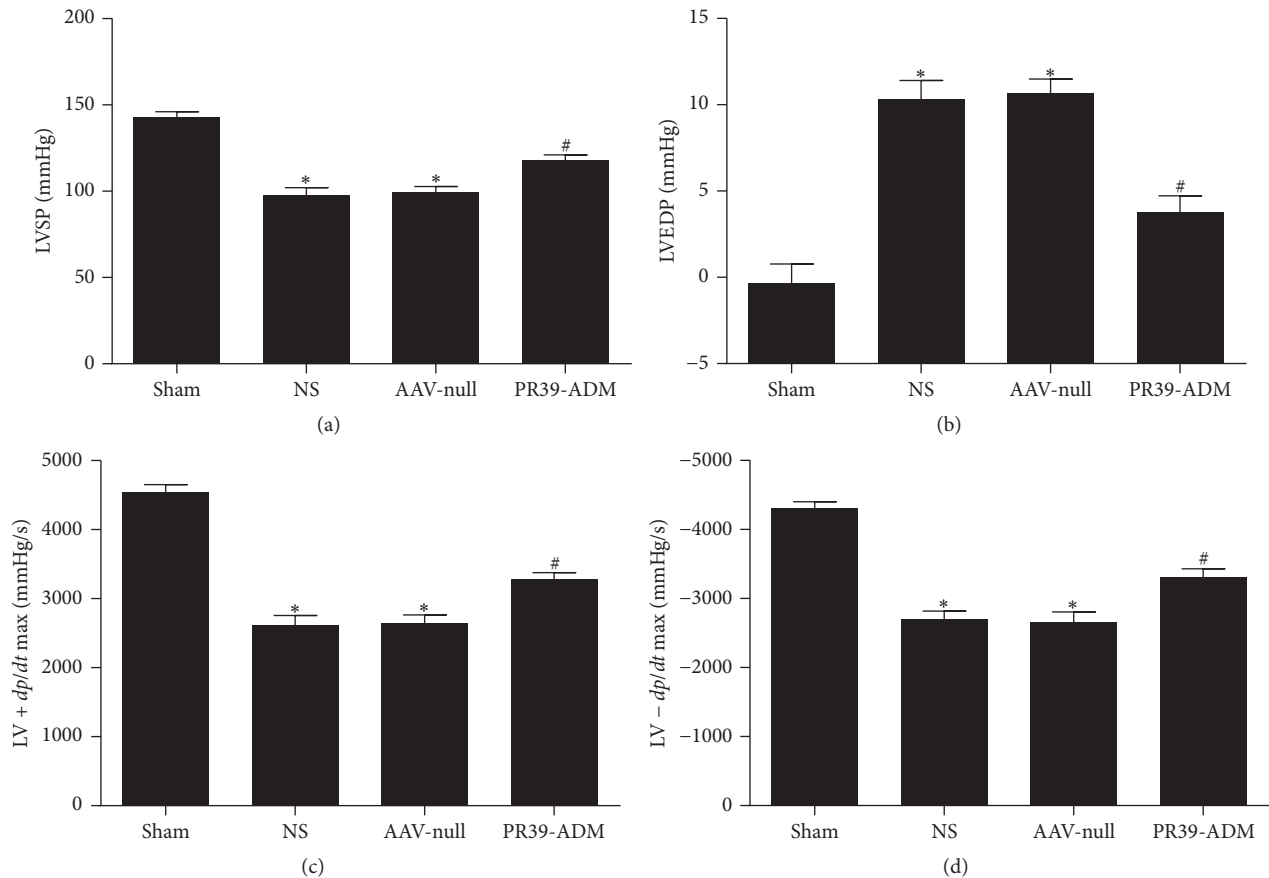 200
150
100
50
0
LVSP (mmHg)
*
*
#
Sham
NS
AAV-null
PR39-ADM
(a)
15
10
5
0
−5
LVEDP (mmHg)
*
*
#
Sham
NS
AAV-null
PR39-ADM
(b)
5000
4000
3000
2000
1000
0
LV + dp/dt max (mmHg/s)
*
*
#
Sham
NS
AAV-null
PR39-ADM
(c)
−5000
−4000
−3000
−2000
−1000
0
LV − dp/dt max (mmHg/s)
*
*
#
Sham
NS
AAV-null
PR39-ADM
(d)